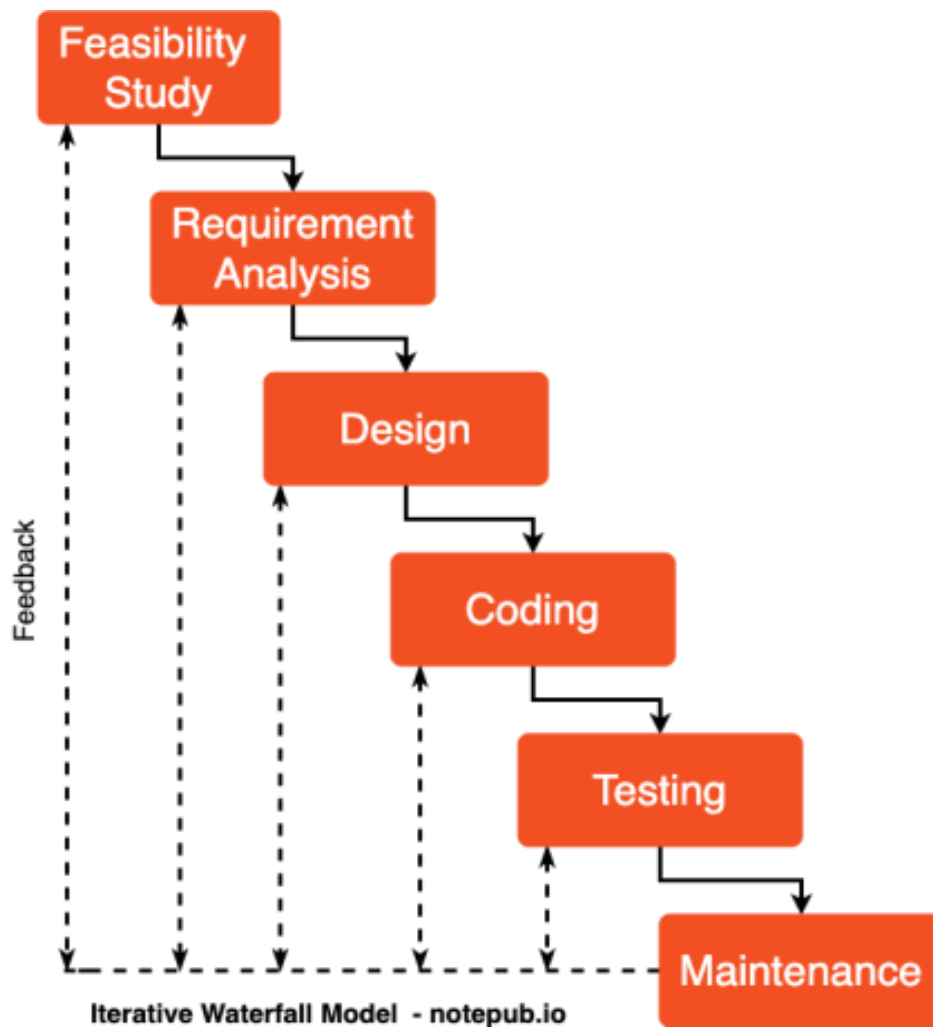 Feasibility
Study
Requirement
Analysis
Design
Coding
Feedback
Testing
Maintenance
Iterative Waterfall Model - notepub.io